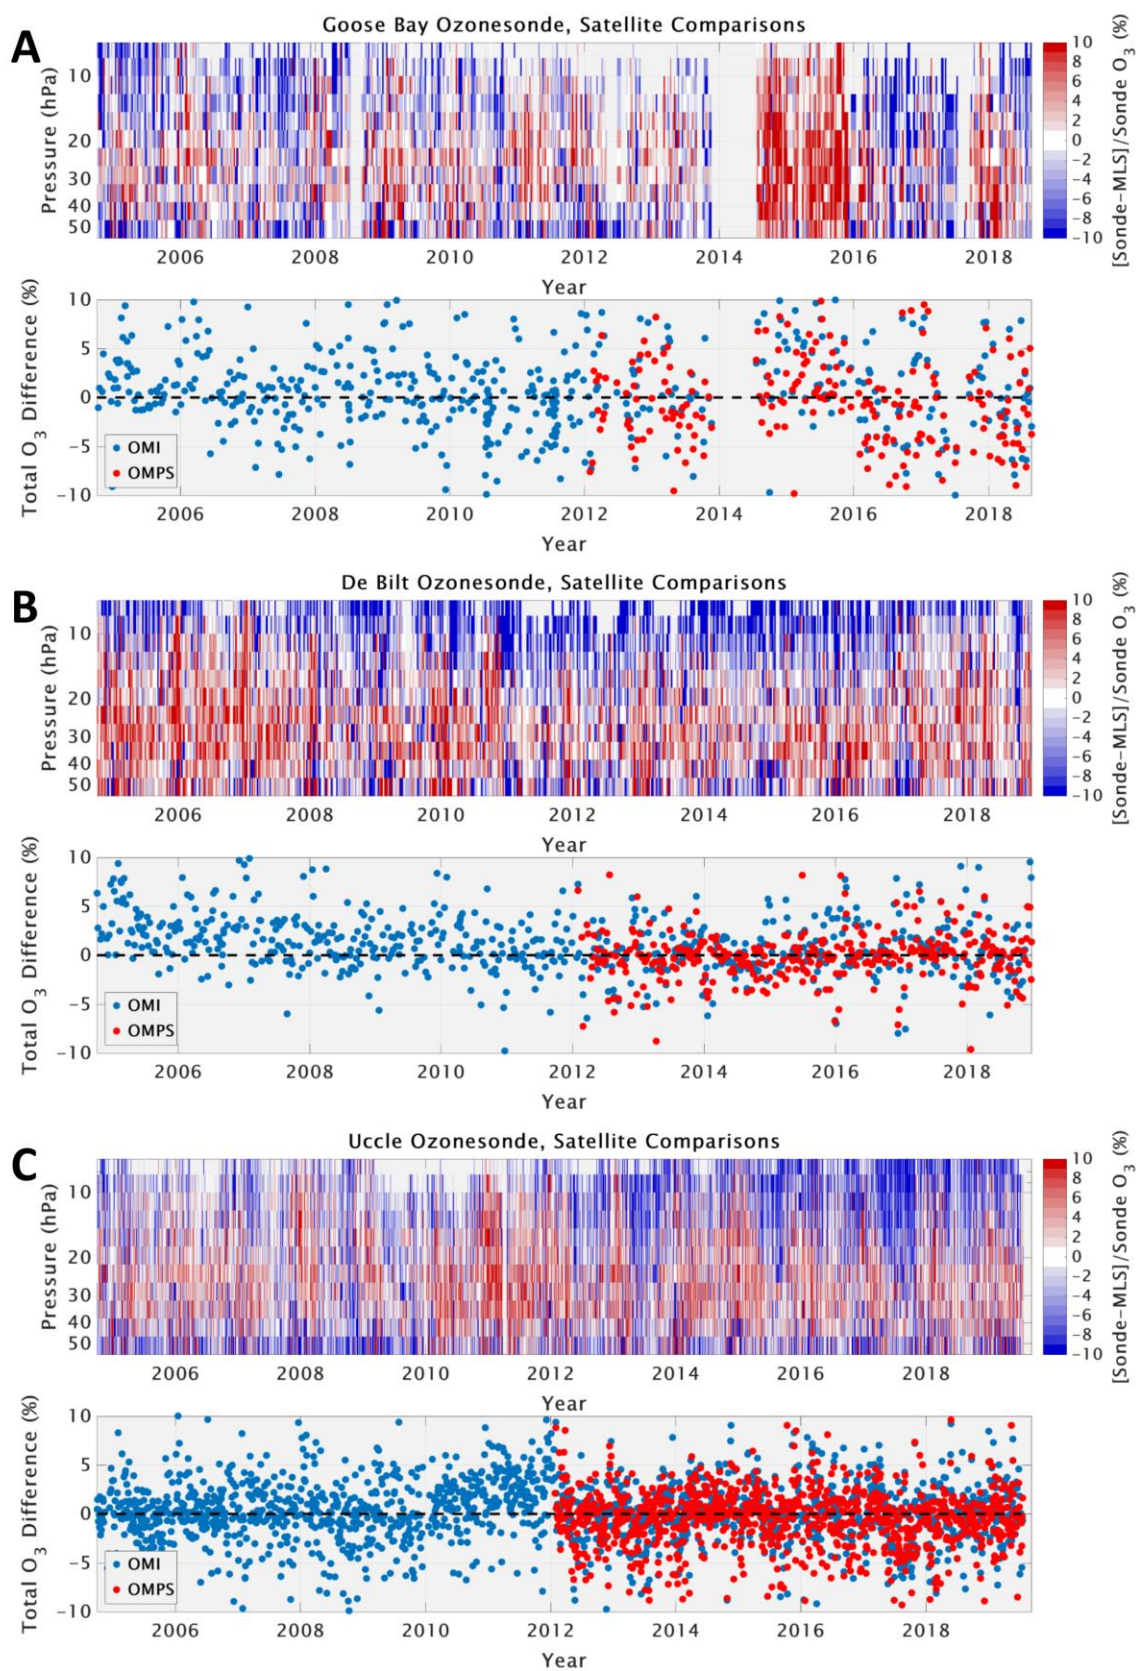 A
Goose Bay Ozonesonde, Satellite Comparisons
Pressure (hPa)
10
20
30
40
50
2006 2008 2010 2012 2014 2016 2018
Year
10
8
6
4
2
0
−2
−4
−6
−8
−10
[Sonde-MLS]/Sonde O3 (%)
Total O3 Difference (%)
10
5
0
−5
−10
OMI
OMPS
2006 2008 2010 2012 2014 2016 2018
Year
B
De Bilt Ozonesonde, Satellite Comparisons
Pressure (hPa)
10
20
30
40
50
2006 2008 2010 2012 2014 2016 2018
Year
10
8
6
4
2
0
−2
−4
−6
−8
−10
[Sonde-MLS]/Sonde O3 (%)
Total O3 Difference (%)
10
5
0
−5
−10
OMI
OMPS
2006 2008 2010 2012 2014 2016 2018
Year
C
Uccle Ozonesonde, Satellite Comparisons
Pressure (hPa)
10
20
30
40
50
2006 2008 2010 2012 2014 2016 2018
Year
10
8
6
4
2
0
−2
−4
−6
−8
−10
[Sonde-MLS]/Sonde O3 (%)
Total O3 Difference (%)
10
5
0
−5
−10
OMI
OMPS
2006 2008 2010 2012 2014 2016 2018
Year